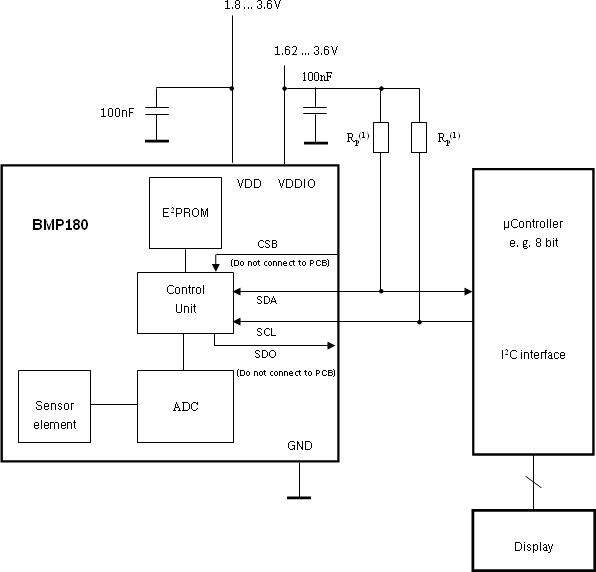 1.8 ... 3.6V
1.62 ... 3.6V
100nF
100nF
Rp(1)
Rp(1)
VDD
VDDIO
E²PROM
BMP180
µController
e. g. 8 bit
CSB
(Do not connect to PCB)
Control
Unit
SDA
SCL
SDO
(Do not connect to PCB)
I²C interface
Sensor
element
ADC
GND
Display